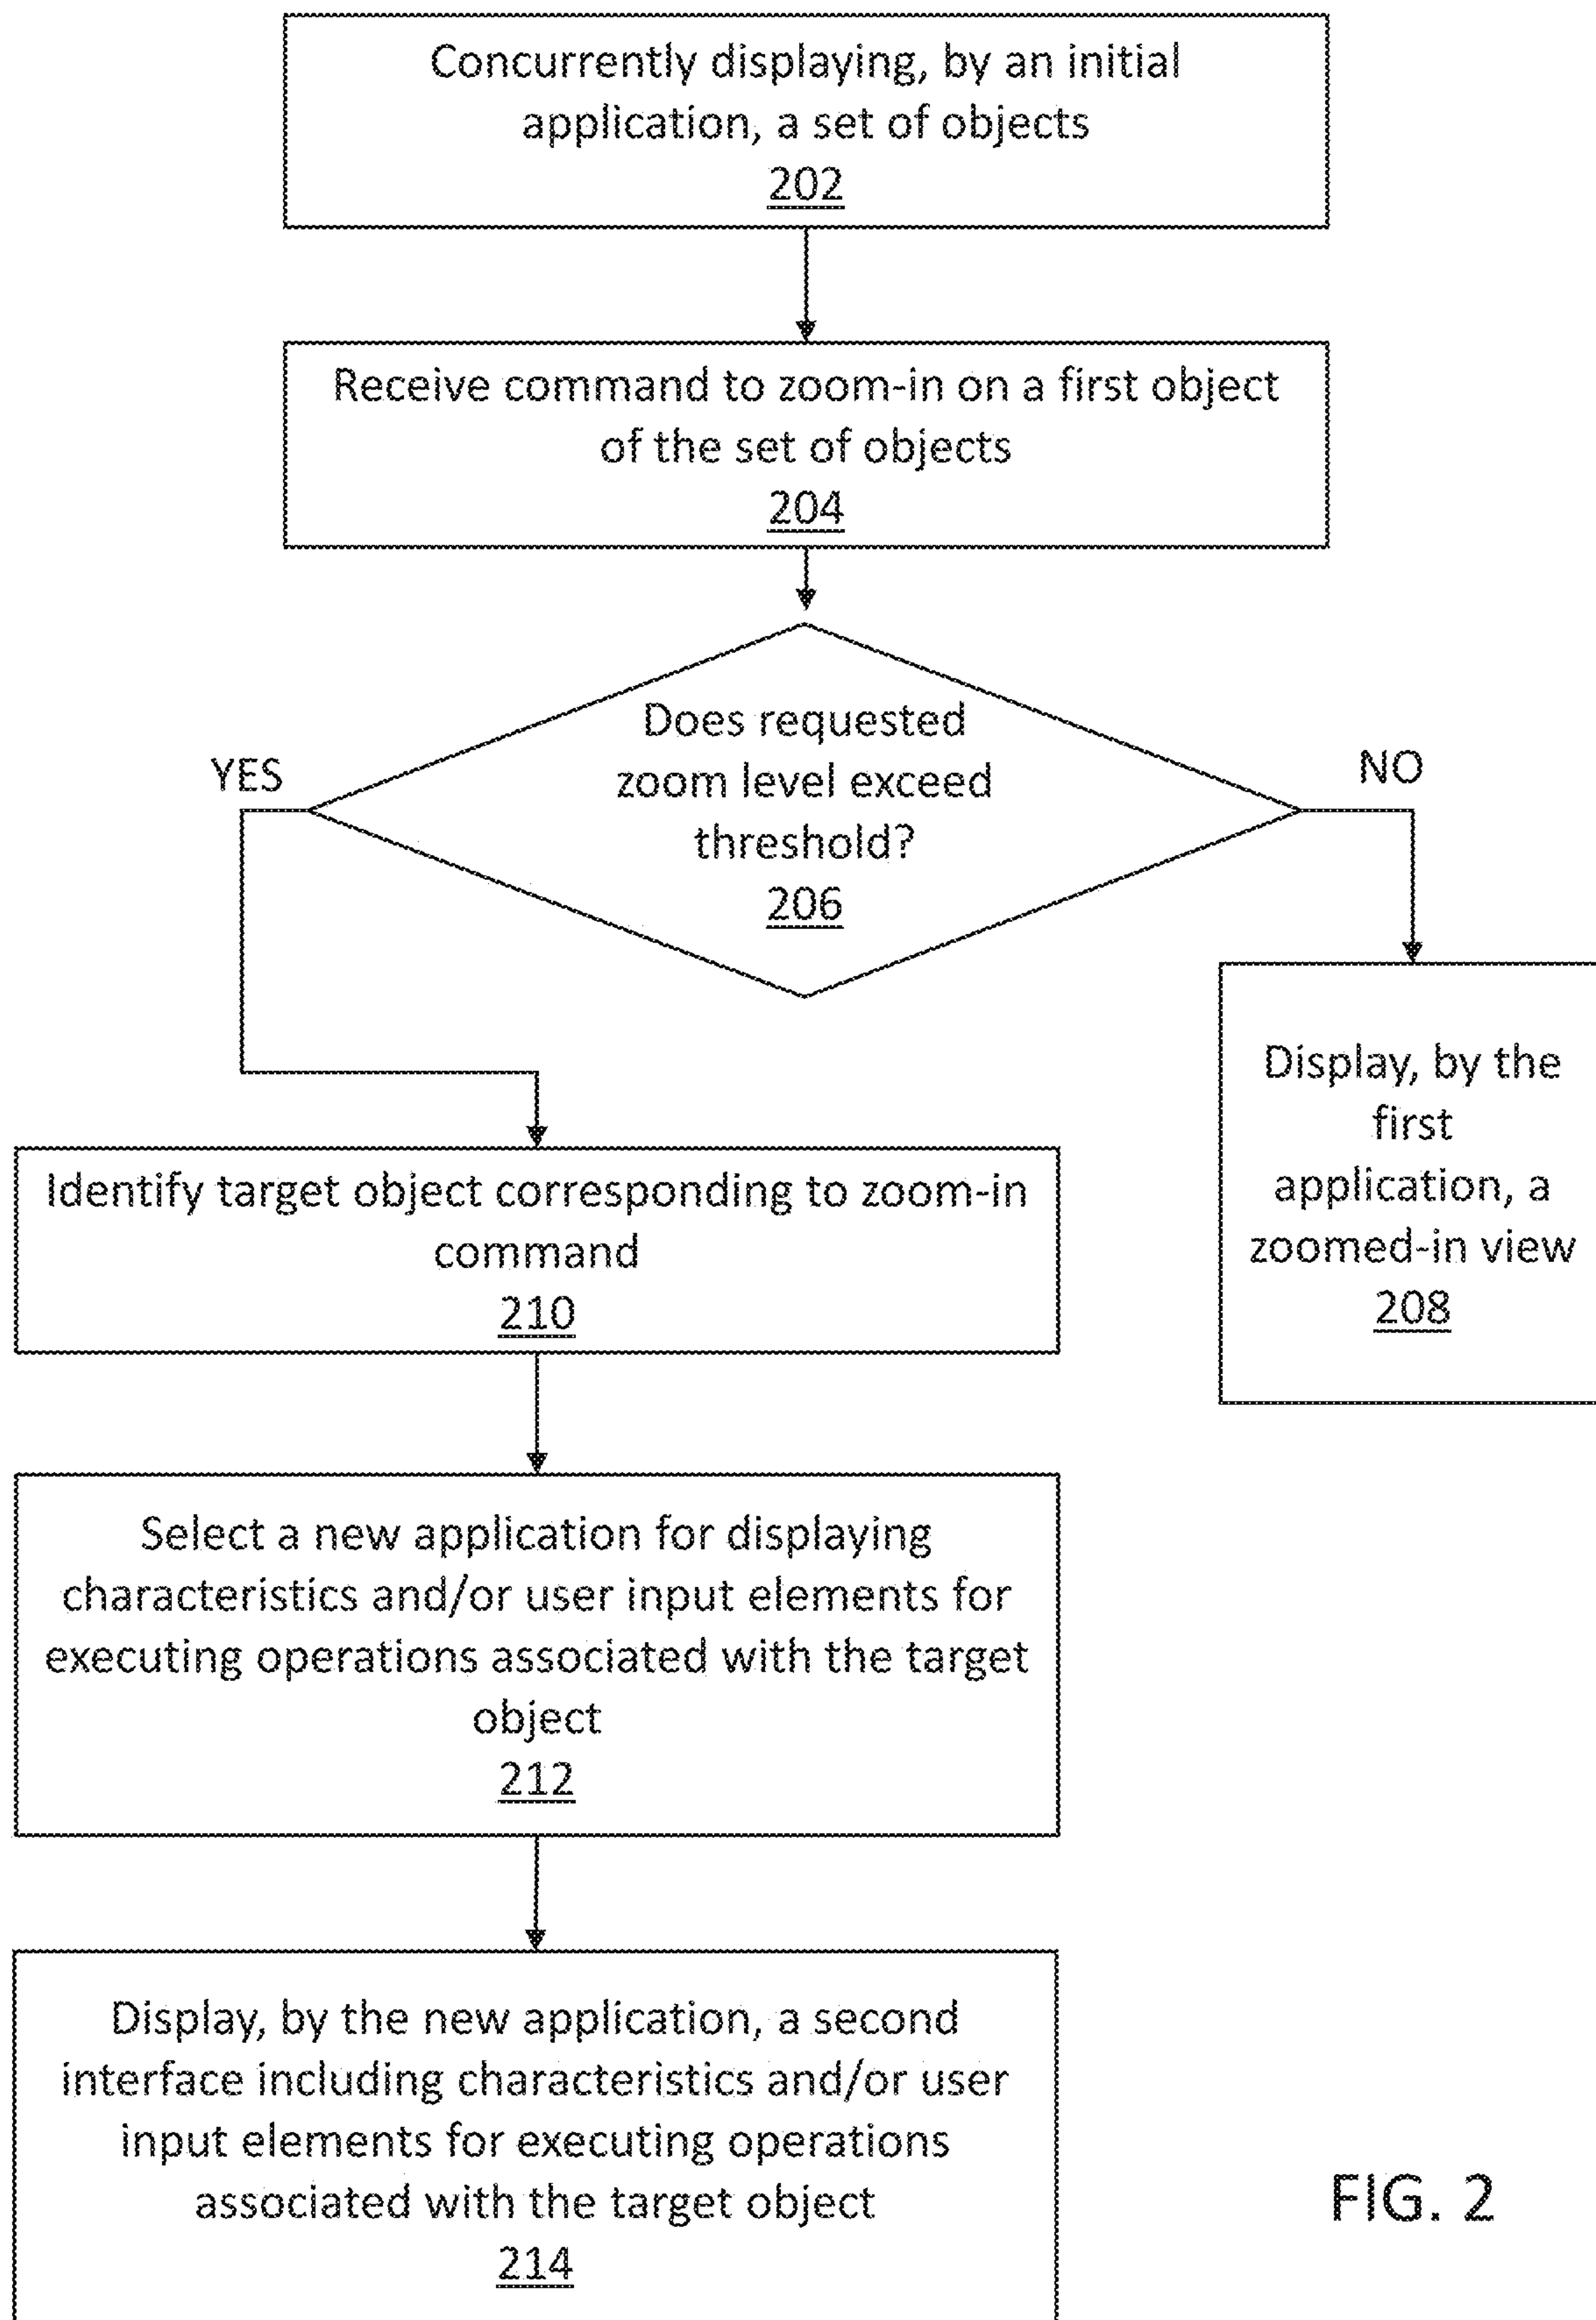 Concurrently displaying, by an initial
application, a set of objects
202
Receive command to zoom-in on a first object
of the set of objects
204
Does requested
zoom level exceed
threshold?
206
YES
NO
Display, by the
first
application, a
zoomed-in view
208
Identify target object corresponding to zoom-in
command
210
Select a new application for displaying
characteristics and/or user input elements for
executing operations associated with the target
object
212
Display, by the new application, a second
interface including characteristics and/or user
input elements for executing operations
associated with the target object
214
FIG. 2